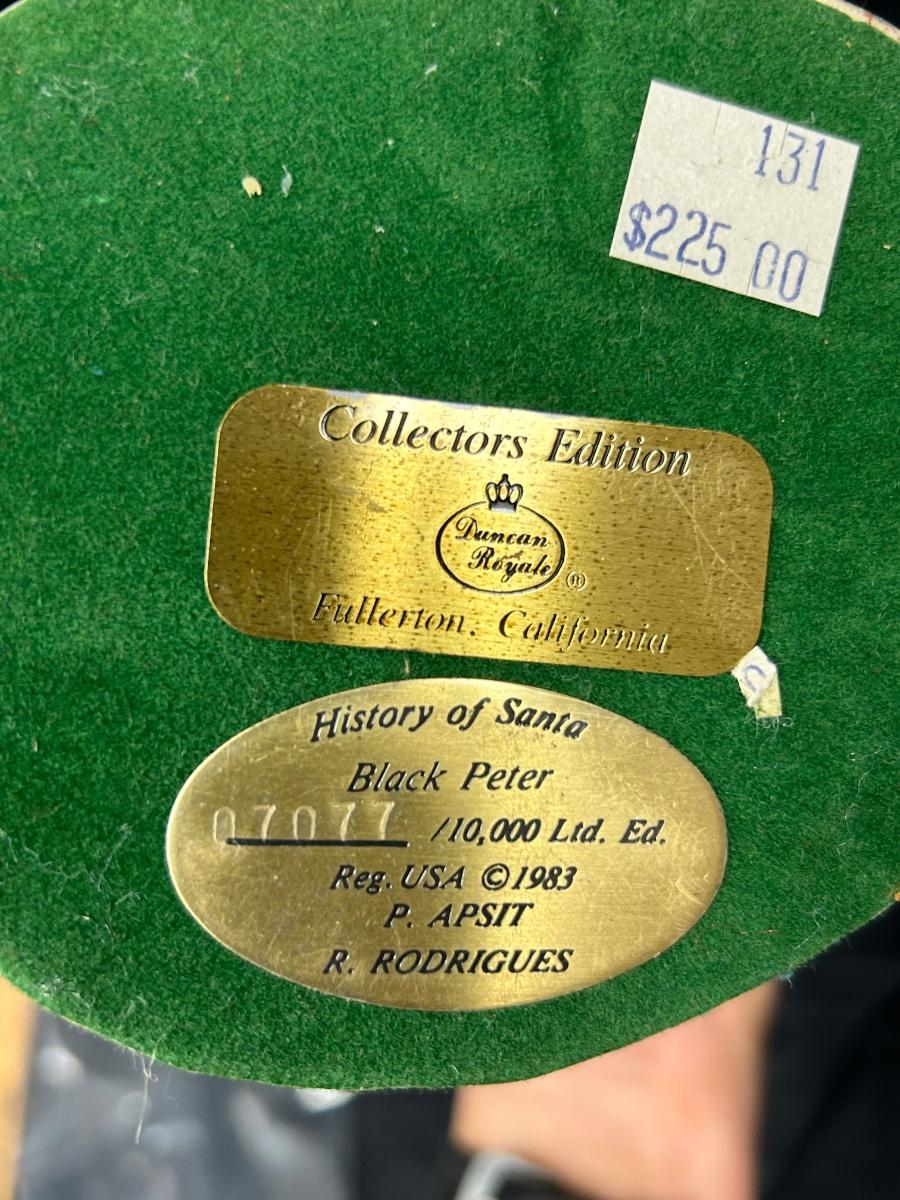 131
$225 00
Collectors Edition
Duncan
Royale ®
Fullerton, California
History of Santa
Black Peter
07077 /10,000 Ltd. Ed.
Reg. USA ©1983
P. APSIT
R. RODRIGUES